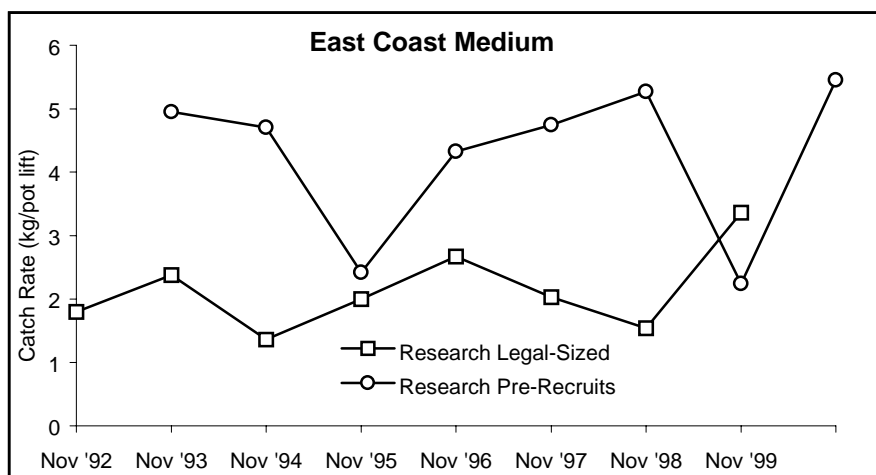 East Coast Medium
Catch Rate (kg/pot lift)
6
5
4
3
2
1
0
Research Legal-Sized
Research Pre-Recruits
Nov '92 Nov '93 Nov '94 Nov '95 Nov '96 Nov '97 Nov '98 Nov '99